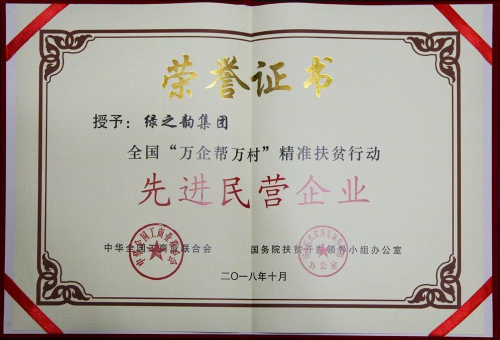 荣誉证书
授予：绿之韵集团
全国“万企帮万村”精准扶贫行动
先进民营企业
中华全国工商业联合会 国务院扶贫开发领导小组办公室
二〇一八年十月